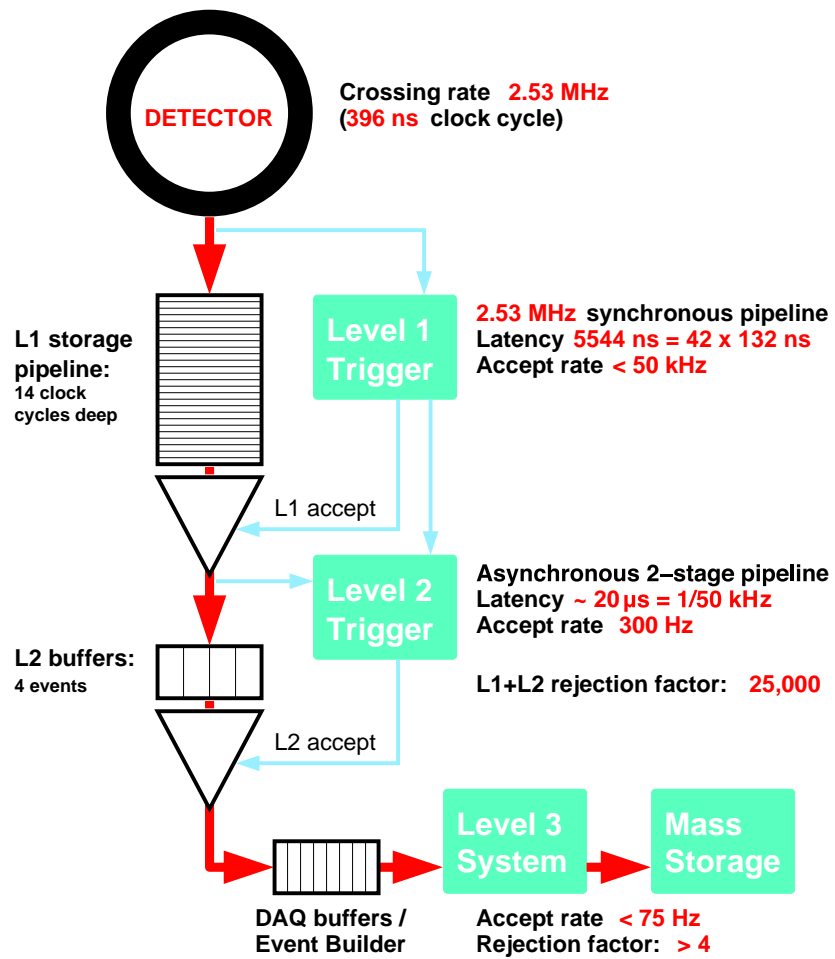 DETECTOR
Crossing rate 2.53 MHz
(396 ns clock cycle)
L1 storage
pipeline:
14 clock
cycles deep
Level 1
Trigger
2.53 MHz synchronous pipeline
Latency 5544 ns = 42 x 132 ns
Accept rate < 50 kHz
L1 accept
Level 2
Trigger
Asynchronous 2−stage pipeline
Latency ~ 20 µs = 1/50 kHz
Accept rate 300 Hz
L2 buffers:
4 events
L1+L2 rejection factor: 25,000
L2 accept
Level 3
System
Mass
Storage
DAQ buffers /
Event Builder
Accept rate < 75 Hz
Rejection factor: > 4